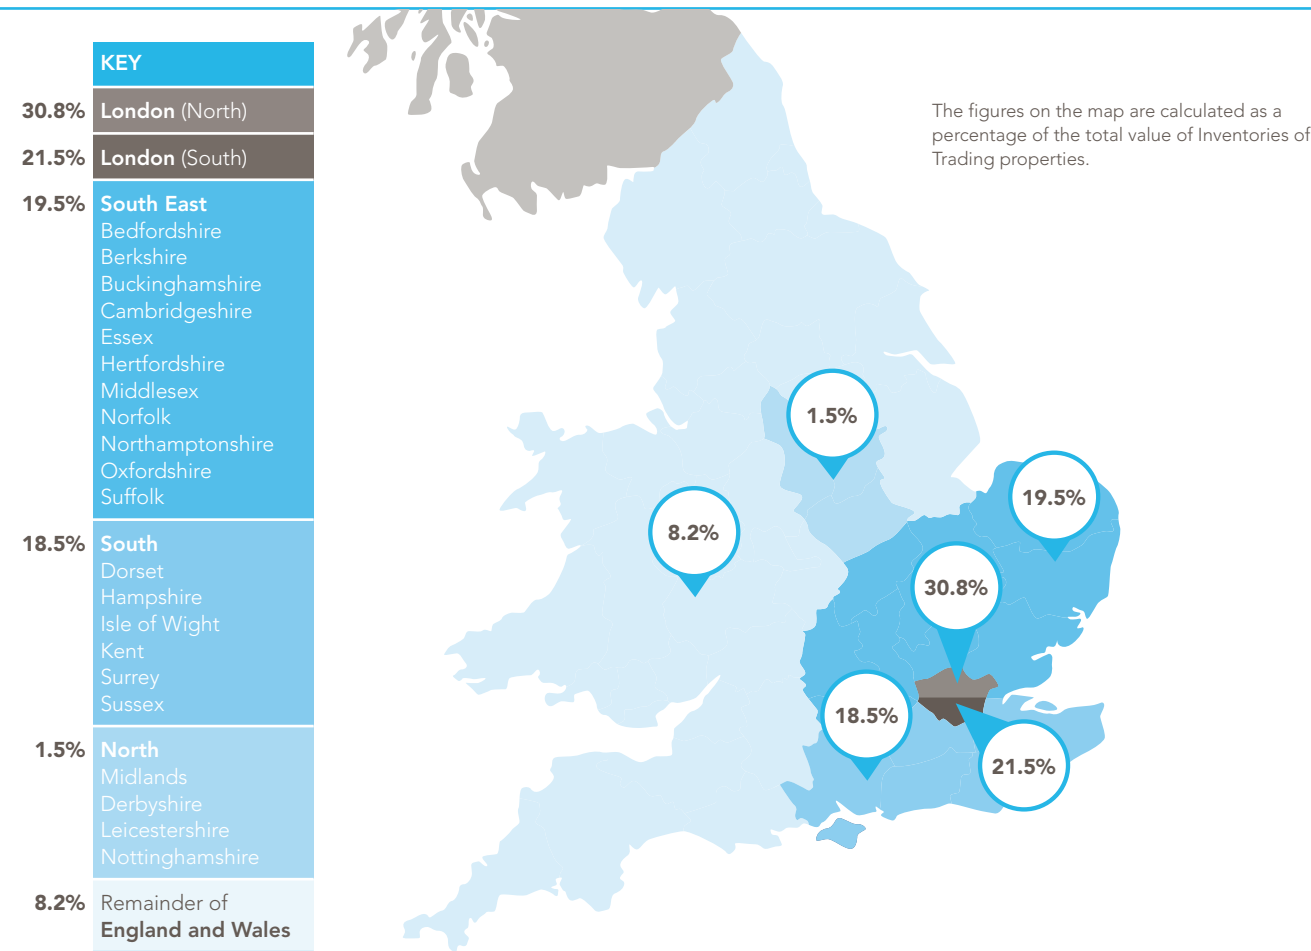 KEY
30.8% London (North)
21.5% London (South)
19.5% South East
Bedfordshire
Berkshire
Buckinghamshire
Cambridgeshire
Essex
Hertfordshire
Middlesex
Norfolk
Northamptonshire
Oxfordshire
Suffolk
18.5% South
Dorset
Hampshire
Isle of Wight
Kent
Surrey
Sussex
1.5% North
Midlands
Derbyshire
Leicestershire
Nottinghamshire
8.2% Remainder of
England and Wales
The figures on the map are calculated as a
percentage of the total value of Inventories of
Trading properties.
1.5%
19.5%
8.2%
30.8%
18.5%
21.5%